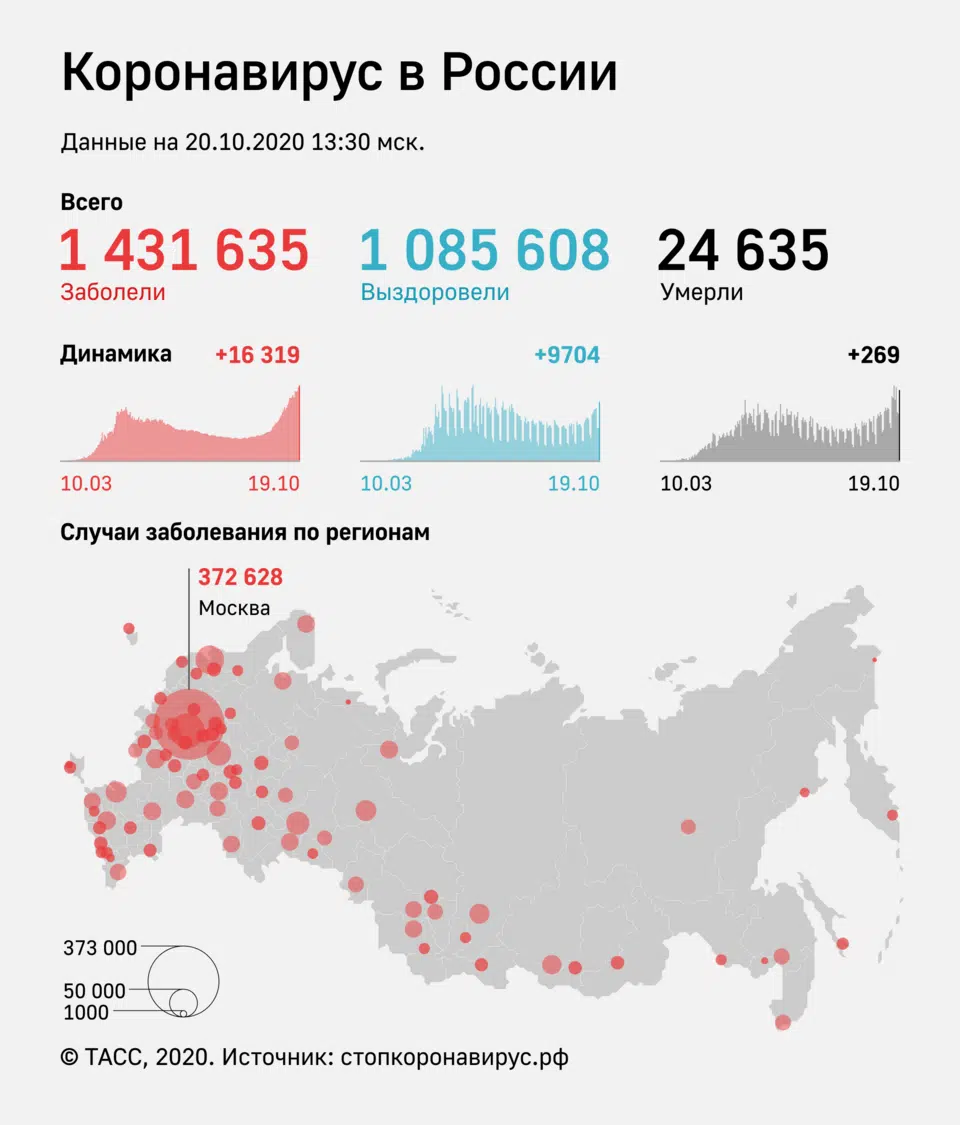 Коронавирус в России
Данные на 20.10.2020 13:30 мск.
Всего
1 431 635 1 085 608 24 635
Заболели Выздоровели Умерли
Динамика +16 319 +9704 +269
10.03 19.10 10.03 19.10 10.03 19.10
Случаи заболевания по регионам
372 628
Москва
373 000
50 000
1000
© ТАСС, 2020. Источник: стопкоронавирус.рф